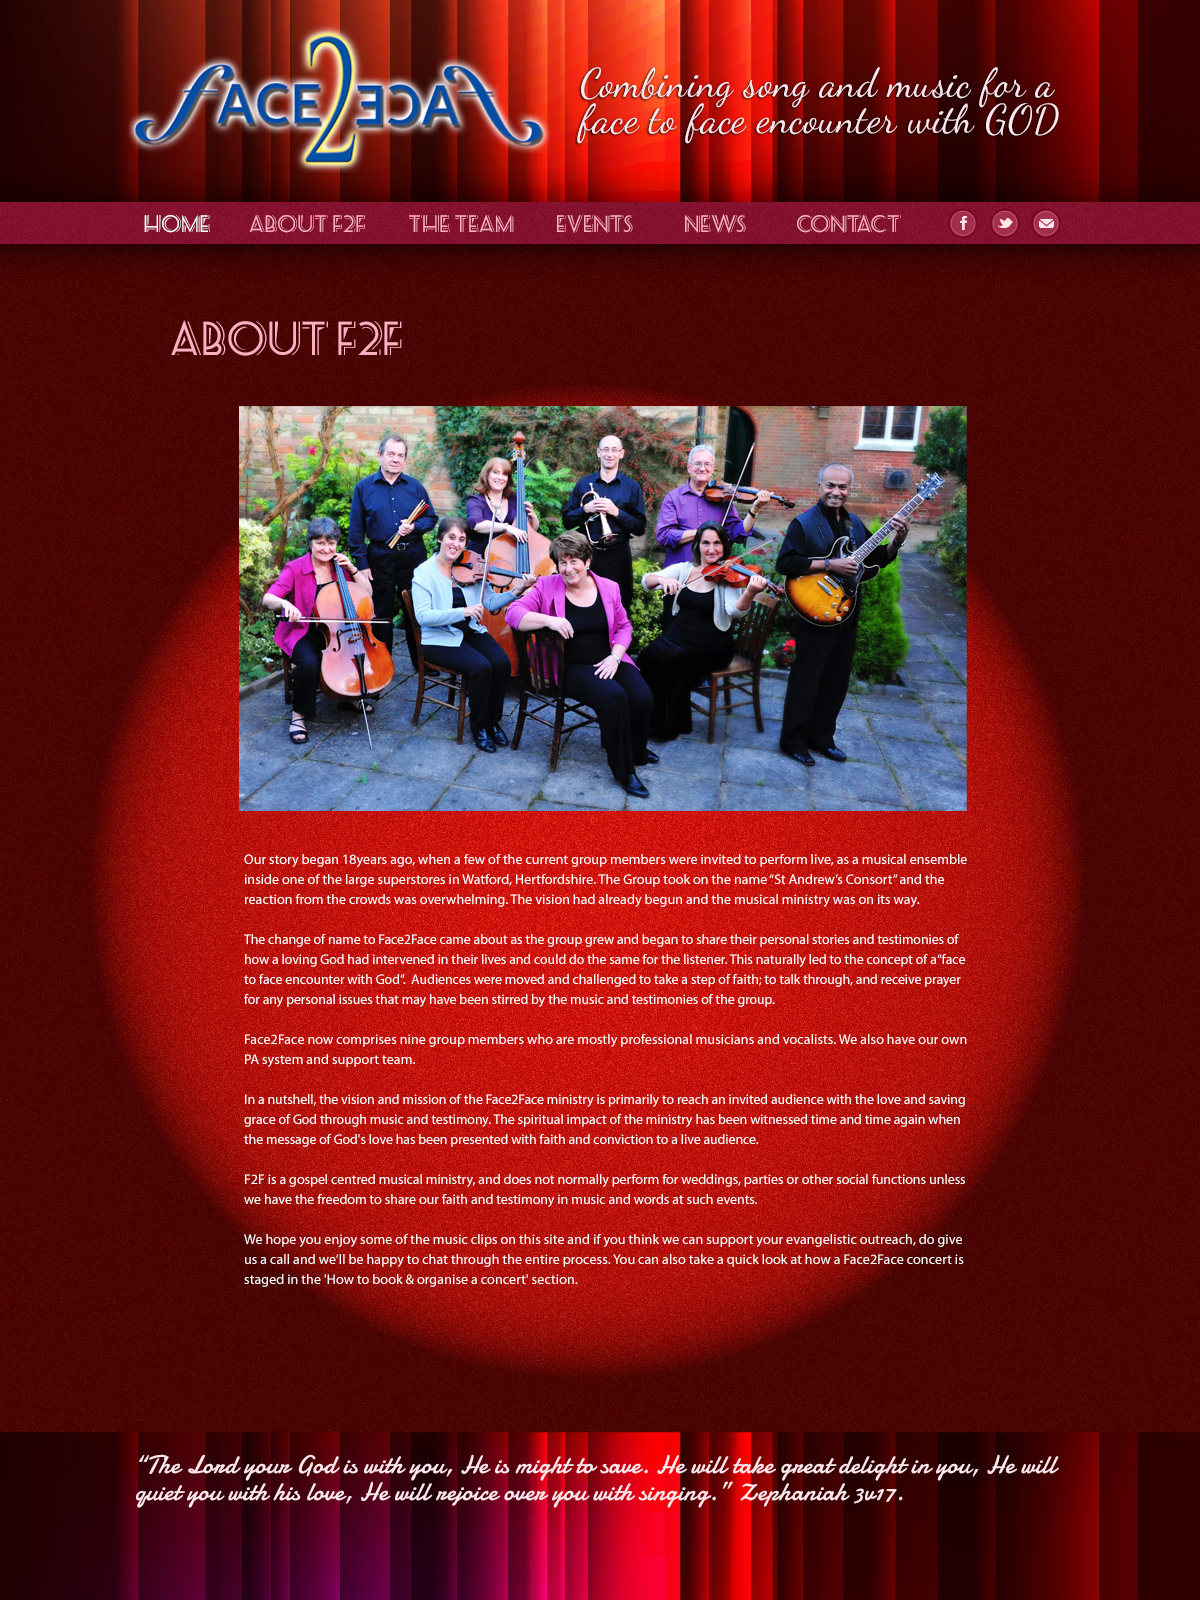 FACE2FACE
Combining song and music for a
face to face encounter with GOD
HOME ABOUT F2F THE TEAM EVENTS NEWS CONTACT
ABOUT F2F
Our story began 18years ago, when a few of the current group members were invited to perform live, as a musical ensemble
inside one of the large superstores in Watford, Hertfordshire. The Group took on the name “St Andrew’s Consort” and the
reaction from the crowds was overwhelming. The vision had already begun and the musical ministry was on its way.
The change of name to Face2Face came about as the group grew and began to share their personal stories and testimonies of
how a loving God had intervened in their lives and could do the same for the listener. This naturally led to the concept of a“face
to face encounter with God”.  Audiences were moved and challenged to take a step of faith; to talk through, and receive prayer
for any personal issues that may have been stirred by the music and testimonies of the group.
Face2Face now comprises nine group members who are mostly professional musicians and vocalists. We also have our own
PA system and support team.
In a nutshell, the vision and mission of the Face2Face ministry is primarily to reach an invited audience with the love and saving
grace of God through music and testimony. The spiritual impact of the ministry has been witnessed time and time again when
the message of God's love has been presented with faith and conviction to a live audience.
F2F is a gospel centred musical ministry, and does not normally perform for weddings, parties or other social functions unless
we have the freedom to share our faith and testimony in music and words at such events.
We hope you enjoy some of the music clips on this site and if you think we can support your evangelistic outreach, do give
us a call and we’ll be happy to chat through the entire process. You can also take a quick look at how a Face2Face concert is
staged in the 'How to book & organise a concert' section.
“The Lord your God is with you, He is might to save. He will take great delight in you, He will
quiet you with his love, He will rejoice over you with singing.” Zephaniah 3v17.